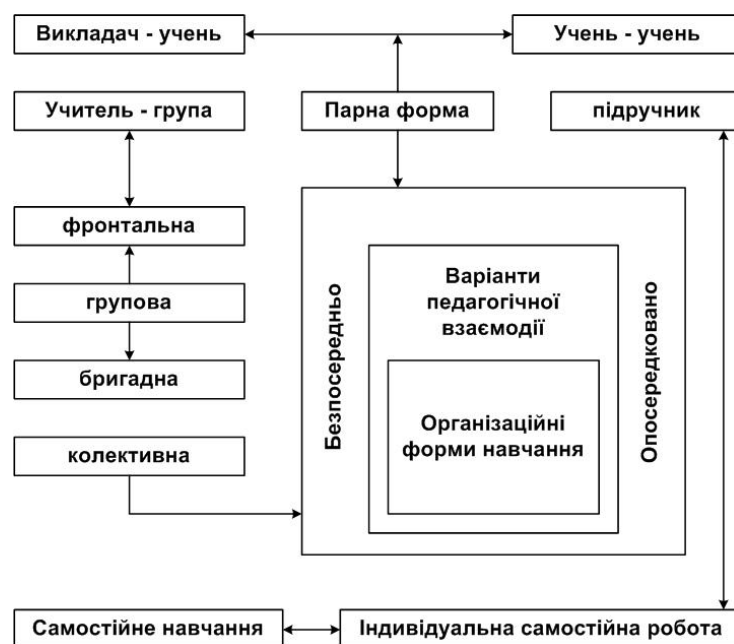 Викладач - учень
Учень - учень
Учитель - група
Парна форма
підручник
фронтальна
групова
бригадна
колективна
Безпосередньо
Варіанти
педагогічної
взаємодії
Організаційні
форми навчання
Опосередковано
Самостійне навчання
Індивідуальна самостійна робота